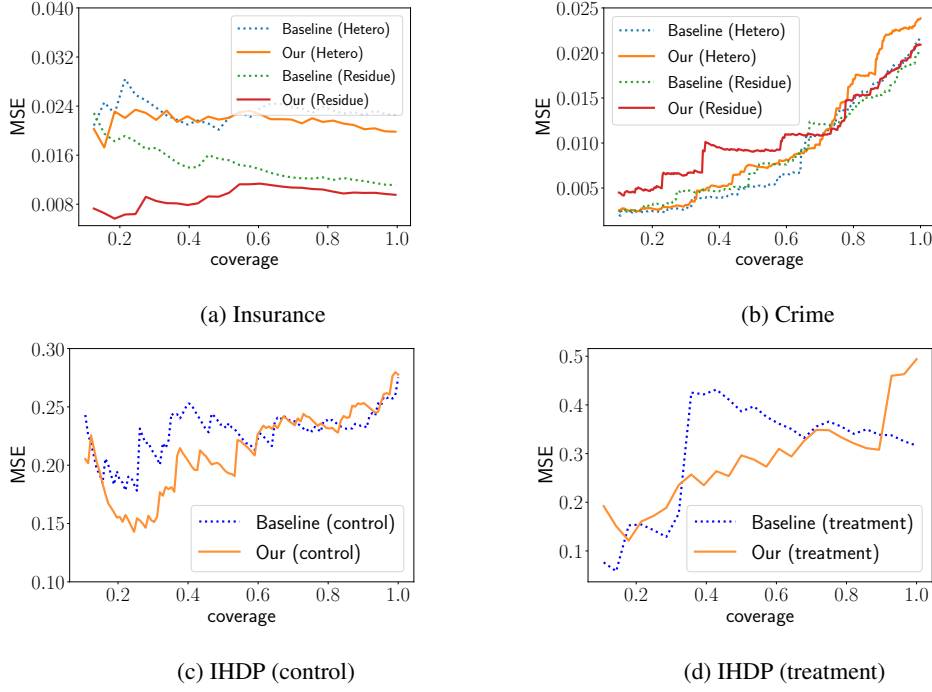 0.040
0.032
0.024
0.016
0.008
MSE
0.2
0.4
0.6
0.8
1.0
coverage
Baseline (Hetero)
Our (Hetero)
Baseline (Residue)
Our (Residue)
(a) Insurance
0.020
0.015
0.010
0.005
MSE
0.2
0.4
0.6
0.8
1.0
coverage
Baseline (Hetero)
Our (Hetero)
Baseline (Residue)
Our (Residue)
(b) Crime
0.30
0.25
0.20
0.15
0.10
MSE
0.2
0.4
0.6
0.8
1.0
coverage
Baseline (control)
Our (control)
(c) IHDP (control)
0.5
0.4
0.3
0.2
0.1
MSE
0.2
0.4
0.6
0.8
1.0
coverage
Baseline (treatment)
Our (treatment)
(d) IHDP (treatment)